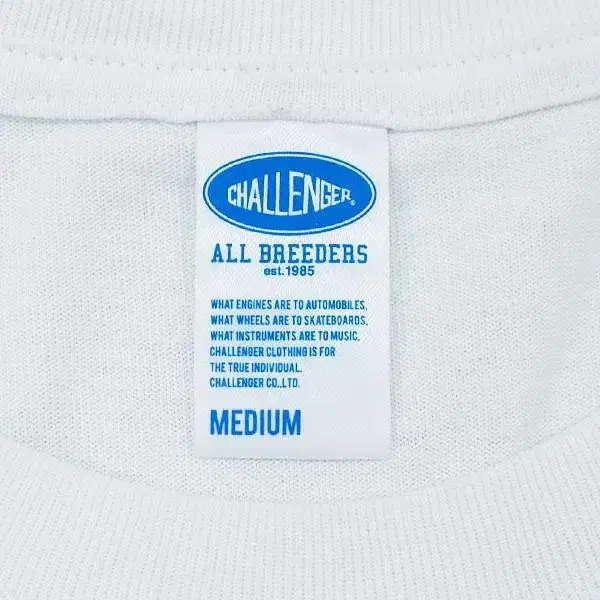 CHALLENGER®
ALL BREEDERS
est.1985
WHAT ENGINES ARE TO AUTOMOBILES.
WHAT WHEELS ARE TO SKATEBOARDS.
WHAT INSTRUMENTS ARE TO MUSIC.
CHALLENGER CLOTHING IS FOR
THE TRUE INDIVIDUAL.
CHALLENGER CO.,LTD.
MEDIUM